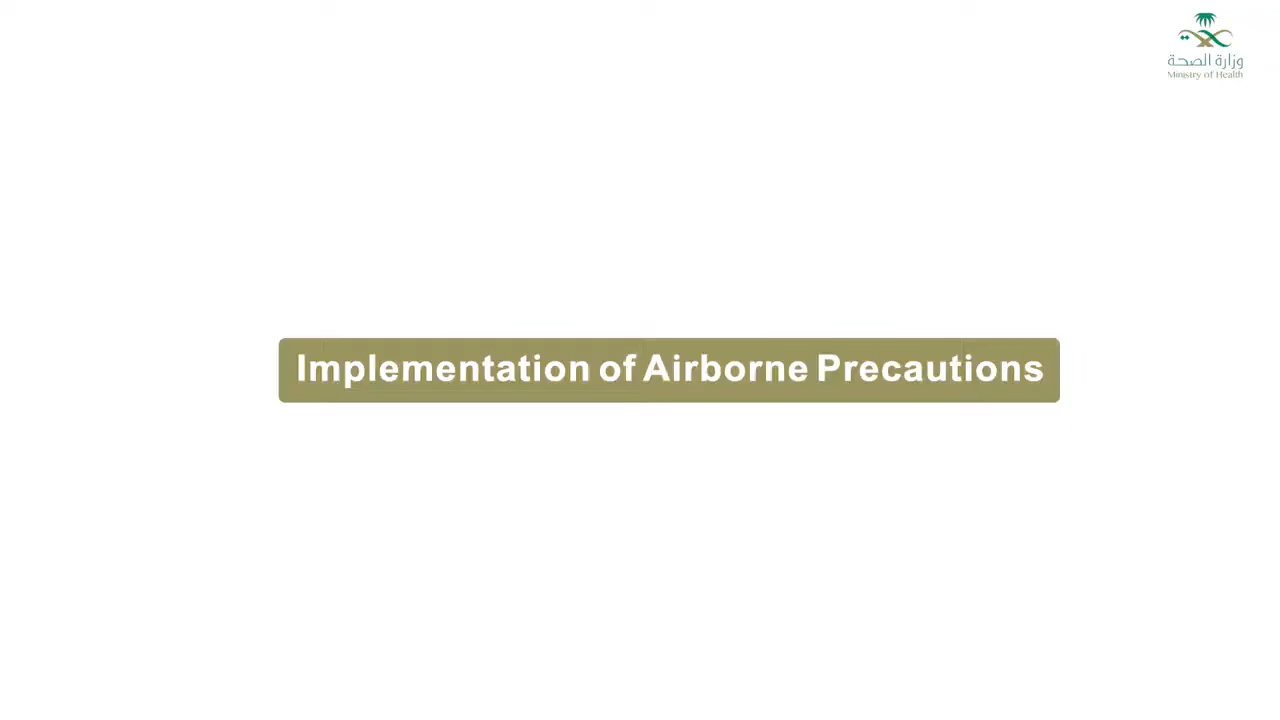 وزارة الصحة
Ministry of Health
Implementation of Airborne Precautions